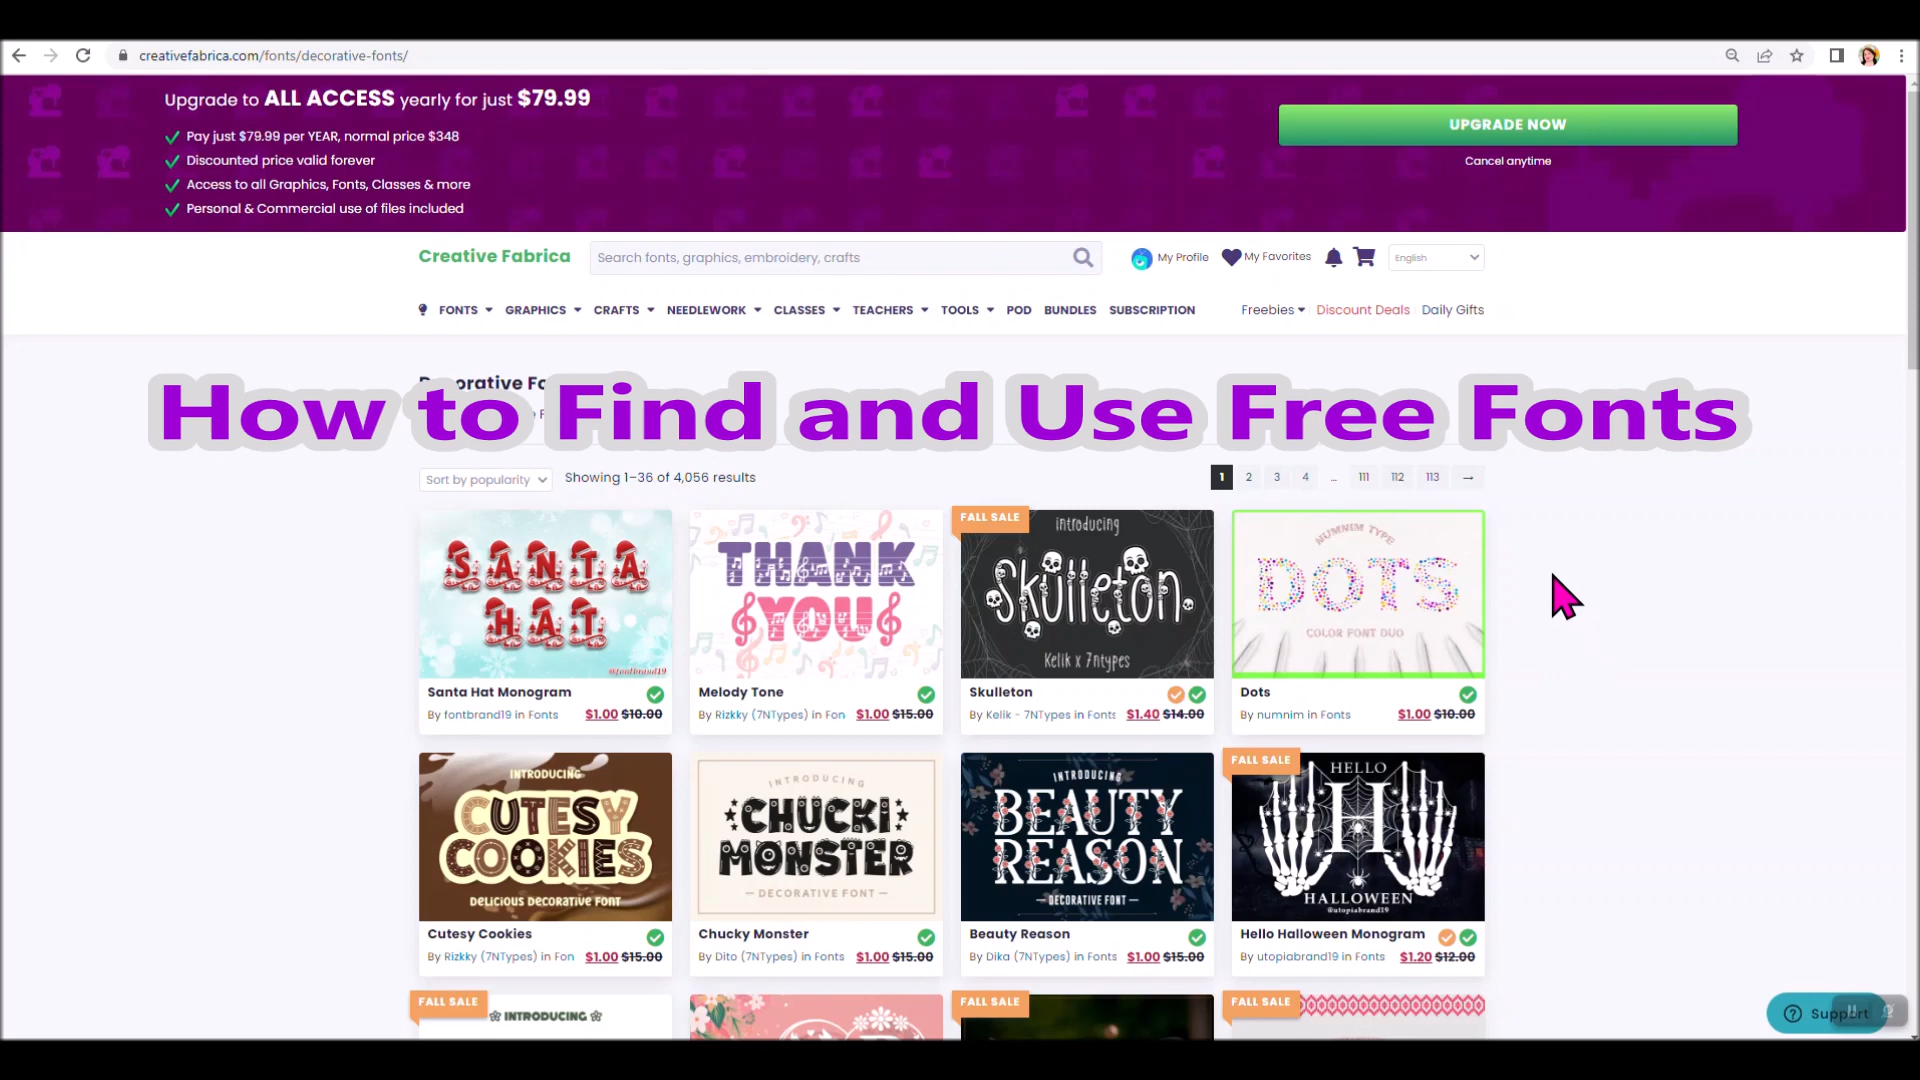 creativefabrica.com/fonts/decorative-fonts/
Upgrade to ALL ACCESS yearly for just $79.99
Pay just $79.99 per YEAR, normal price $348
Discounted price valid forever
Access to all Graphics, Fonts, Classes & more
Personal & Commercial use of files included
UPGRADE NOW
Cancel anytime
Creative Fabrica
Search fonts, graphics, embroidery, crafts
My Profile
My Favorites
English
FONTS GRAPHICS CRAFTS NEEDLEWORK CLASSES TEACHERS TOOLS POD BUNDLES SUBSCRIPTION
Freebies Discount Deals Daily Gifts
How to Find and Use Free Fonts
Sort by popularity
Showing 1–36 of 4,056 results
1 2 3 4 ... 111 112 113 →
SANTA
HAT
@fontbrand19
THANK
YOU
FALL SALE
introducing
Skulleton
Kelik x 7ntypes
NUMNIM TYPE
DOTS
COLOR FONT DUO
Santa Hat Monogram
By fontbrand19 in Fonts $1.00 $10.00
Melody Tone
By Rizkky (7NTypes) in Fon $1.00 $15.00
Skulleton
By Kelik - 7NTypes in Fonts $1.40 $14.00
Dots
By numnim in Fonts $1.00 $10.00
INTRODUCING
CUTESY
COOKIES
DELICIOUS DECORATIVE FONT
INTRODUCING
CHUCKI
MONSTER
— DECORATIVE FONT —
INTRODUCING
BEAUTY
REASON
— DECORATIVE FONT —
FALL SALE
HELLO
H
HALLOWEEN
@utopiabrand19
Cutesy Cookies
By Rizkky (7NTypes) in Fon $1.00 $15.00
Chucky Monster
By Dito (7NTypes) in Fonts $1.00 $15.00
Beauty Reason
By Dika (7NTypes) in Fonts $1.00 $15.00
Hello Halloween Monogram
By utopiabrand19 in Fonts $1.20 $12.00
FALL SALE
INTRODUCING
FALL SALE
FALL SALE
Support